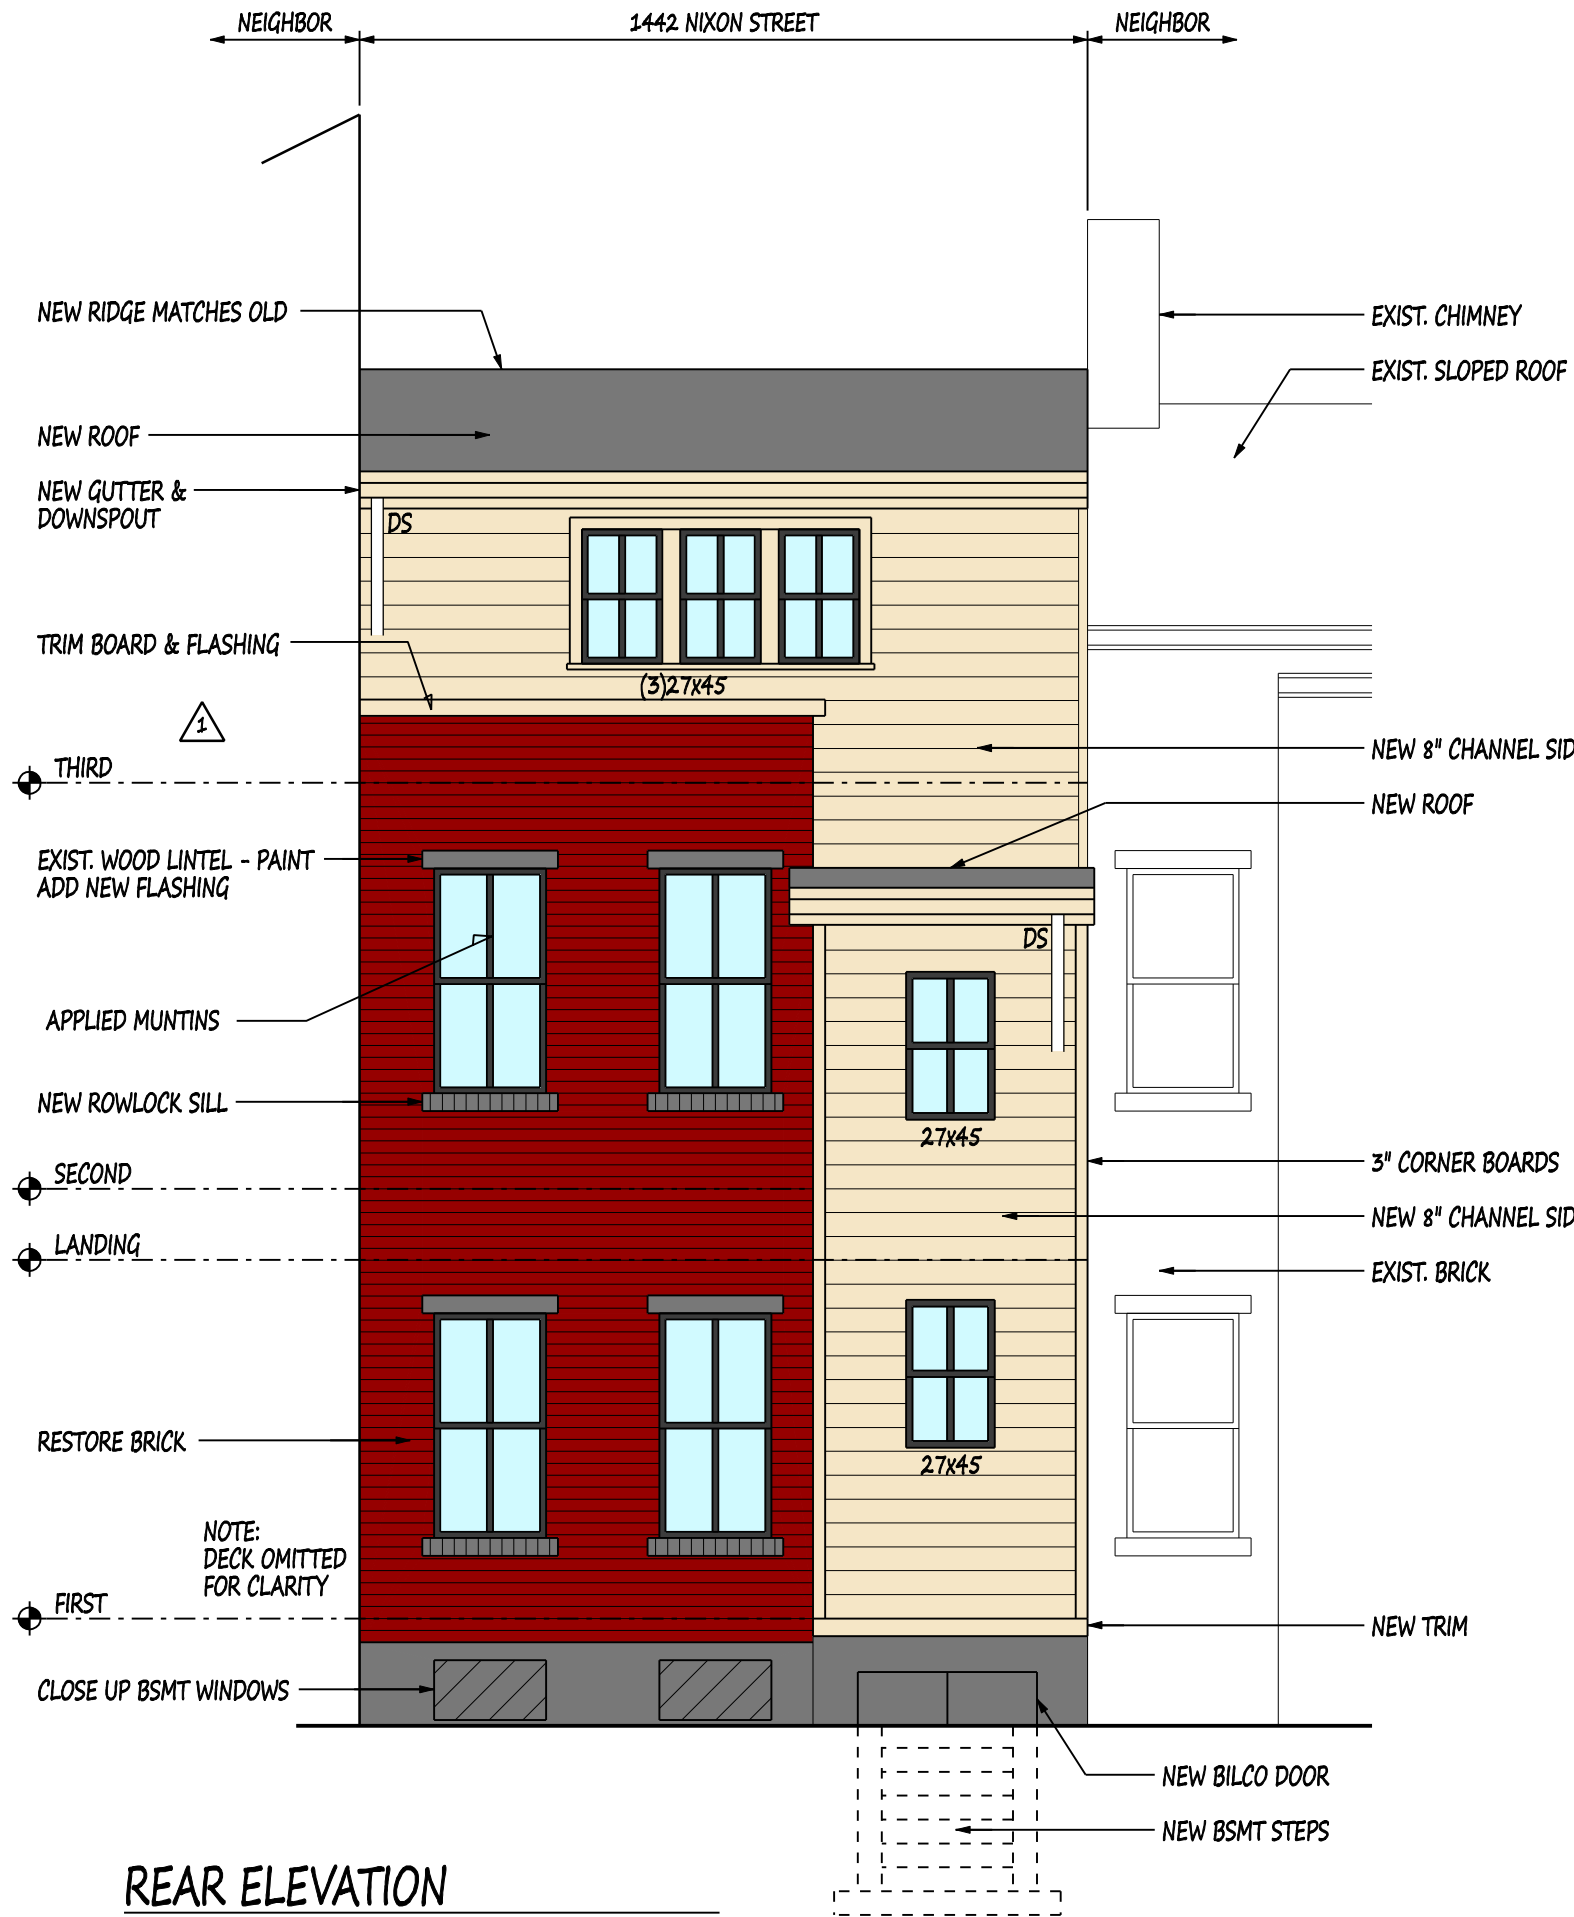 NEIGHBOR
1442 NIXON STREET
NEIGHBOR
NEW RIDGE MATCHES OLD
EXIST. CHIMNEY
EXIST. SLOPED ROOF
NEW ROOF
NEW GUTTER &
DOWNSPOUT
DS
TRIM BOARD & FLASHING
(3)27x45
1
THIRD
NEW 8" CHANNEL SID
NEW ROOF
EXIST. WOOD LINTEL - PAINT
ADD NEW FLASHING
DS
APPLIED MUNTINS
NEW ROWLOCK SILL
27x45
SECOND
3" CORNER BOARDS
NEW 8" CHANNEL SID
LANDING
EXIST. BRICK
RESTORE BRICK
27x45
NOTE:
DECK OMITTED
FOR CLARITY
FIRST
NEW TRIM
CLOSE UP BSMT WINDOWS
NEW BILCO DOOR
NEW BSMT STEPS
REAR ELEVATION